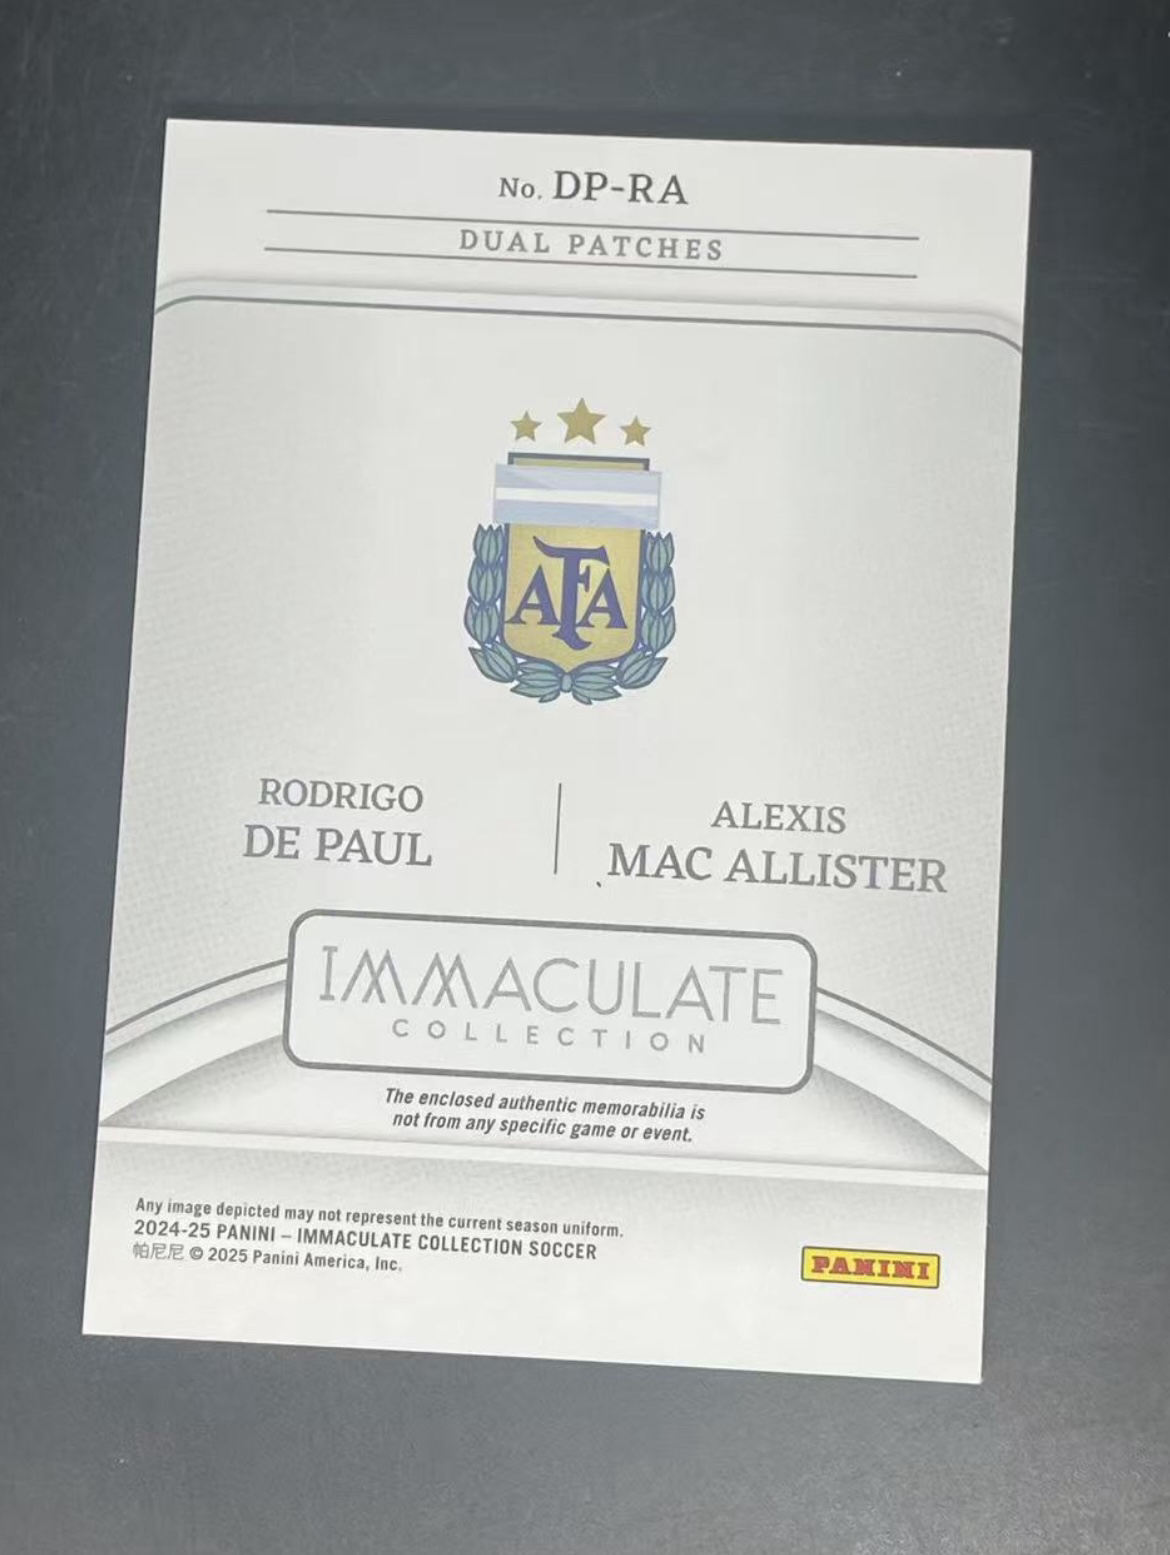 No. DP-RA
DUAL PATCHES
AFA
RODRIGO
DE PAUL
ALEXIS
MAC ALLISTER
IMMACULATE
COLLECTION
The enclosed authentic memorabilia is
not from any specific game or event.
Any image depicted may not represent the current season uniform.
2024-25 PANINI – IMMACULATE COLLECTION SOCCER
帕尼尼 © 2025 Panini America, Inc.
PANINI